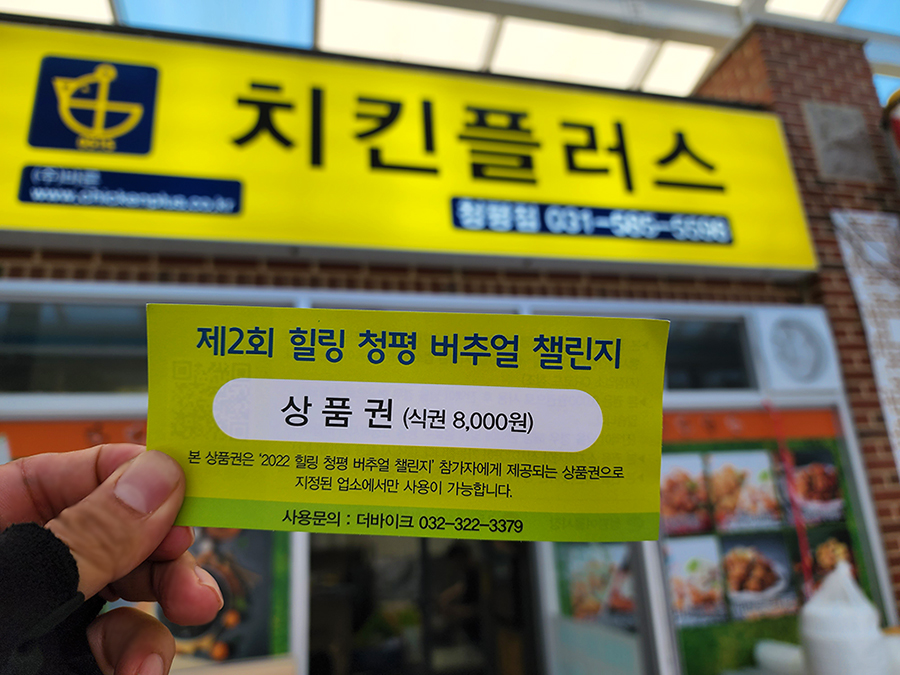 치킨플러스
(주)바른
www.chickenplus.co.kr
청평점 031-585-5596
제2회 힐링 청평 버추얼 챌린지
상품권 (식권 8,000원)
본 상품권은 '2022 힐링 청평 버추얼 챌린지' 참가자에게 제공되는 상품권으로
지정된 업소에서만 사용이 가능합니다.
사용문의 : 더바이크 032-322-3379